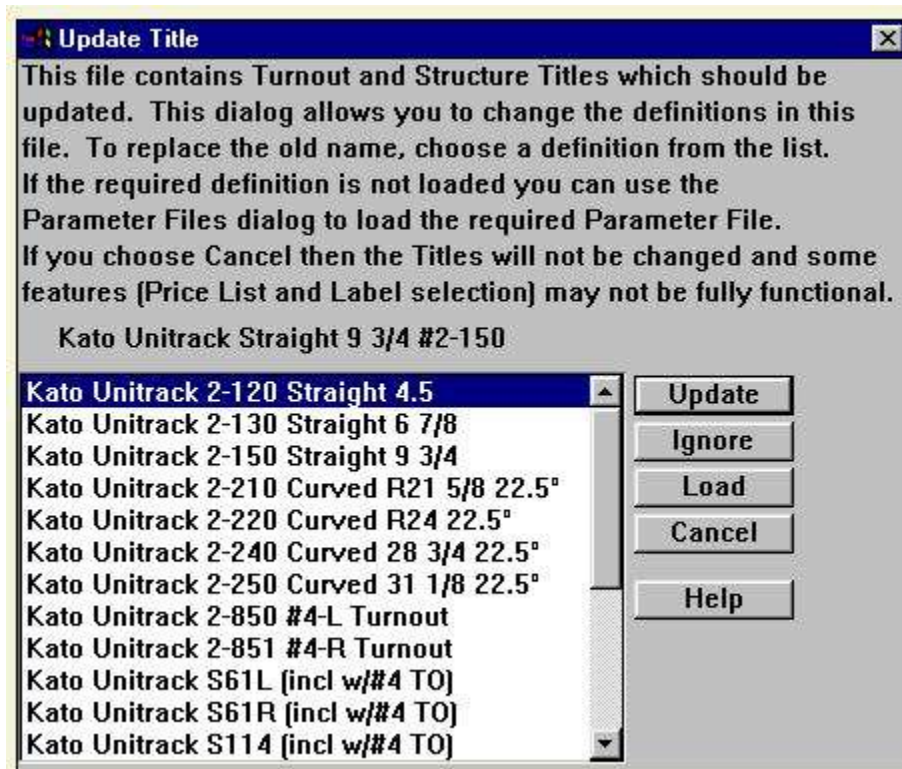 Update Title
This file contains Turnout and Structure Titles which should be
updated.  This dialog allows you to change the definitions in this
file.  To replace the old name, choose a definition from the list.
If the required definition is not loaded you can use the
Parameter Files dialog to load the required Parameter File.
If you choose Cancel then the Titles will not be changed and some
features (Price List and Label selection) may not be fully functional.
Kato Unitrack Straight 9 3/4 #2-150
Kato Unitrack 2-120 Straight 4.5
Kato Unitrack 2-130 Straight 6 7/8
Kato Unitrack 2-150 Straight 9 3/4
Kato Unitrack 2-210 Curved R21 5/8 22.5°
Kato Unitrack 2-220 Curved R24 22.5°
Kato Unitrack 2-240 Curved 28 3/4 22.5°
Kato Unitrack 2-250 Curved 31 1/8 22.5°
Kato Unitrack 2-850 #4-L Turnout
Kato Unitrack 2-851 #4-R Turnout
Kato Unitrack S61L (incl w/#4 TO)
Kato Unitrack S61R (incl w/#4 TO)
Kato Unitrack S114 (incl w/#4 TO)
Update
Ignore
Load
Cancel
Help